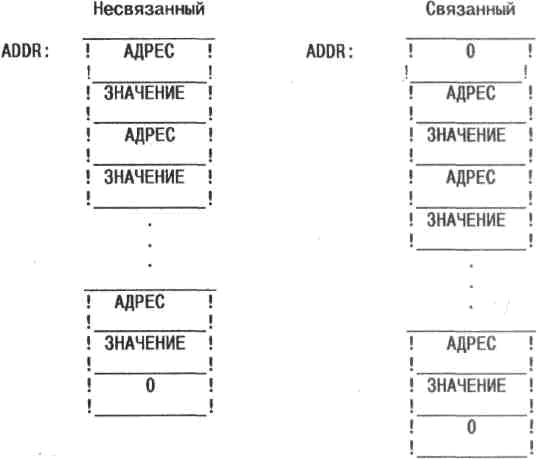 Несвязанный
ADDR:
АДРЕС
ЗНАЧЕНИЕ
АДРЕС
ЗНАЧЕНИЕ
.
.
.
АДРЕС
ЗНАЧЕНИЕ
0
Связанный
ADDR:
0
АДРЕС
ЗНАЧЕНИЕ
АДРЕС
ЗНАЧЕНИЕ
.
.
.
АДРЕС
ЗНАЧЕНИЕ
0